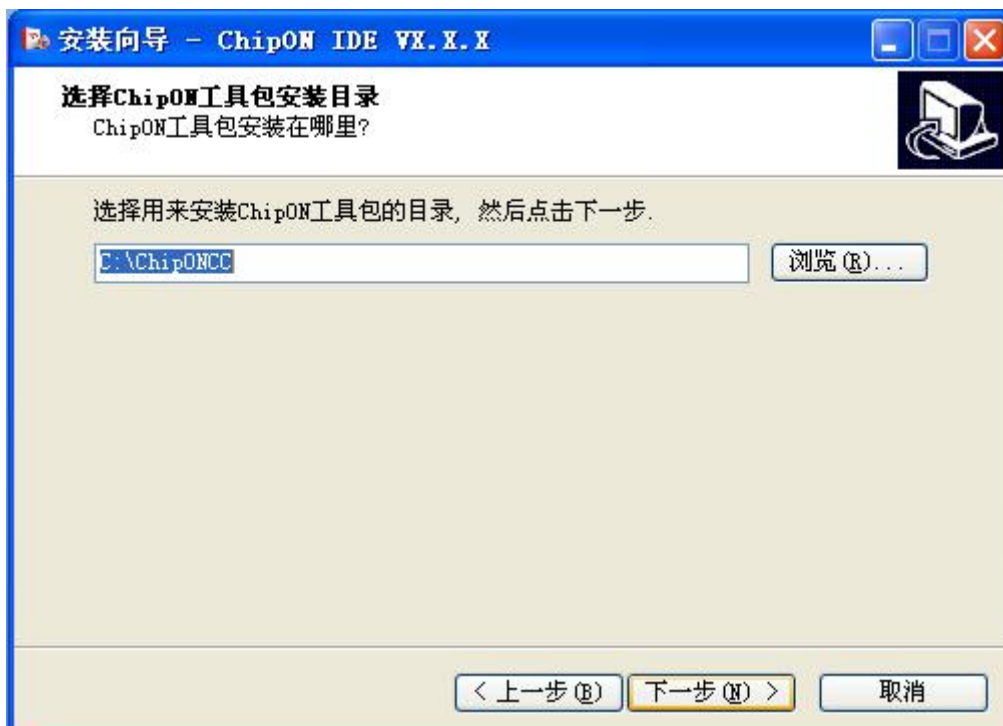 安装向导 - ChipON IDE VX.X.X
选择ChipON工具包安装目录
ChipON工具包安装在哪里?
选择用来安装ChipON工具包的目录, 然后点击下一步.
C:\ChipONCC
浏览(R)...
< 上一步(B)
下一步(N) >
取消